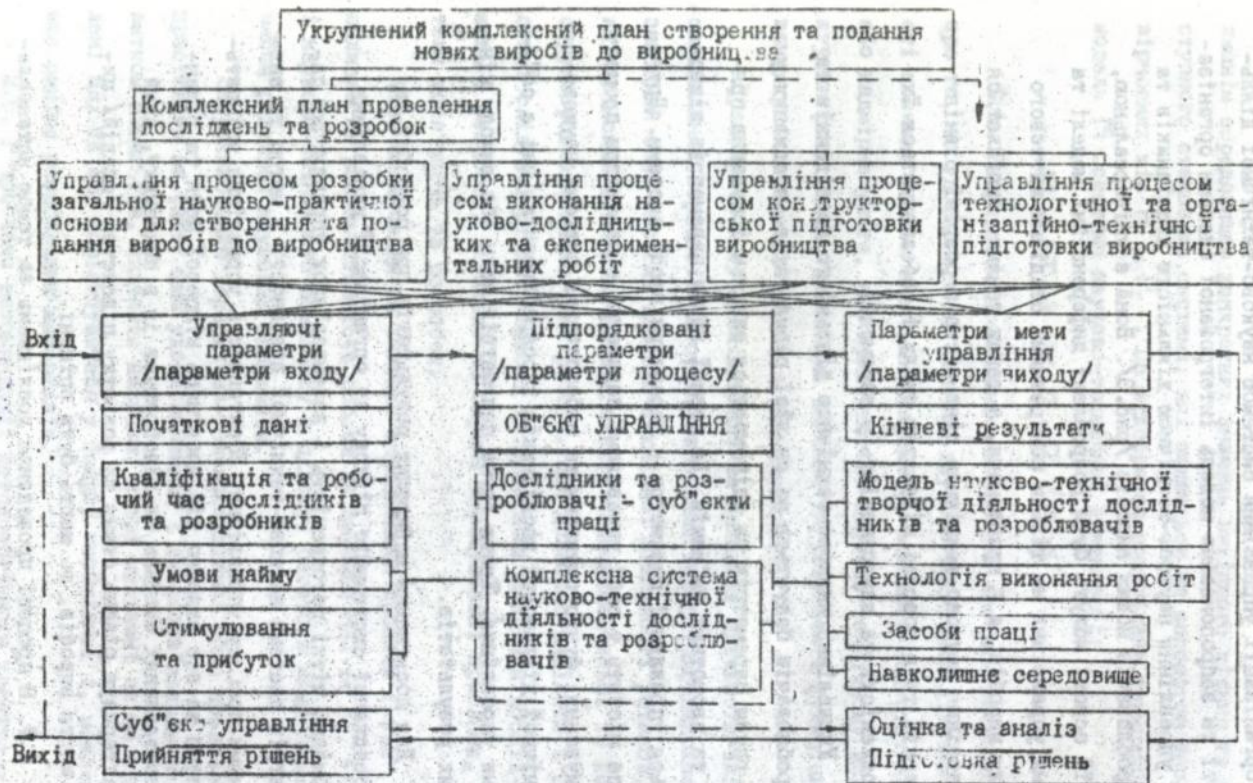 Укрупнений комплексний план створення та подання
нових виробів до виробництва
Комплексний план проведення
досліджень та розробок
Управління процесом розробки
загальної науково-практичної
основи для створення та по-
дання виробів до виробництва
Управління проце-
сом виконання на-
уково-дослідниць-
ких та експеримен-
тальних робіт
Управління проце-
сом конструктор-
ської підготовки
виробництва
Управління процесом
технологічної та орга-
нізаційно-технічної
підготовки виробництва
Вхід
Управляючі
параметри
/параметри входу/
Підпорядковані
параметри
/параметри процесу/
Параметри мети
управління
/параметри виходу/
Початкові дані
ОБ"ЄКТ УПРАВЛІННЯ
Кінцеві результати
Кваліфікація та робо-
чий час дослідників
та розробників
Умови найму
Стимулювання
та прибуток
Дослідники та роз-
роблювачі - суб"єкти
праці
Комплексна система
науково-технічної
діяльності дослід-
ників та розроблю-
вачів
Модель науково-технічної
творчої діяльності дослід-
ників та розроблювачів
Технологія виконання робіт
Засоби праці
Навколишнє середовище
Суб"єкт управління
Прийняття рішень
Оцінка та аналіз
Підготовка рішень
Вихід